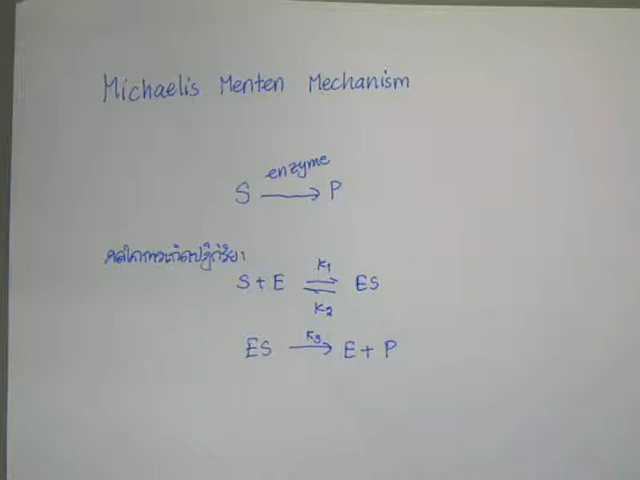 Michaelis Menten Mechanism
enzyme
S ⟶ P
กลไกการเกิดปฏิกิริยา
K1
S + E ⇌ ES
K2
K3
ES ⟶ E + P